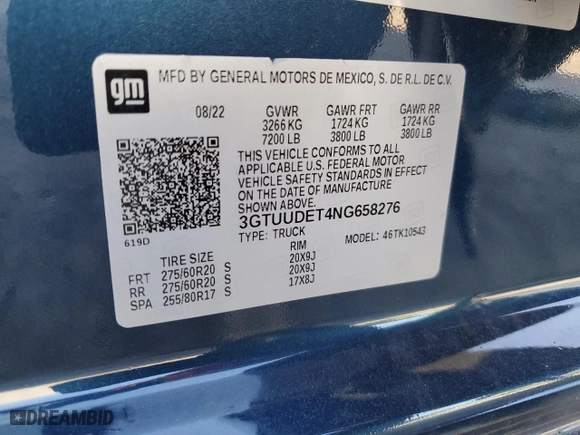 gm
MFD BY GENERAL MOTORS DE MEXICO, S. DE R.L. DE C.V.
08/22 GVWR GAWR FRT GAWR RR
3266 KG 1724 KG 1724 KG
7200 LB 3800 LB 3800 LB
THIS VEHICLE CONFORMS TO ALL
APPLICABLE U.S. FEDERAL MOTOR
VEHICLE SAFETY STANDARDS IN EFFECT
ON THE DATE OF MANUFACTURE
SHOWN ABOVE.
3GTUUDET4NG658276
619D
TYPE: TRUCK MODEL: 46TK10543
TIRE SIZE RIM
FRT 275/60R20 S 20X9J
RR 275/60R20 S 20X9J
SPA 255/80R17 S 17X8J
DREAMBID